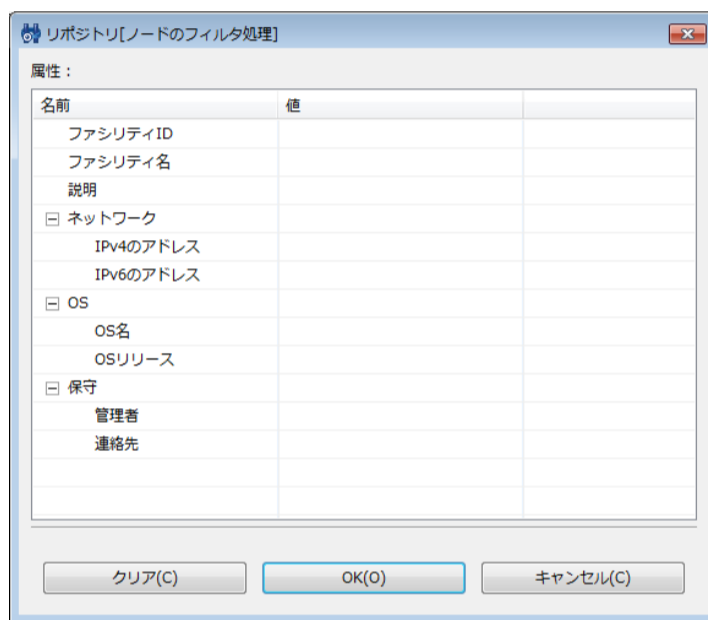 リポジトリ[ノードのフィルタ処理]
属性：
名前 値
ファシリティID
ファシリティ名
説明
ネットワーク
IPv4のアドレス
IPv6のアドレス
OS
OS名
OSリリース
保守
管理者
連絡先
クリア(C) OK(O) キャンセル(C)